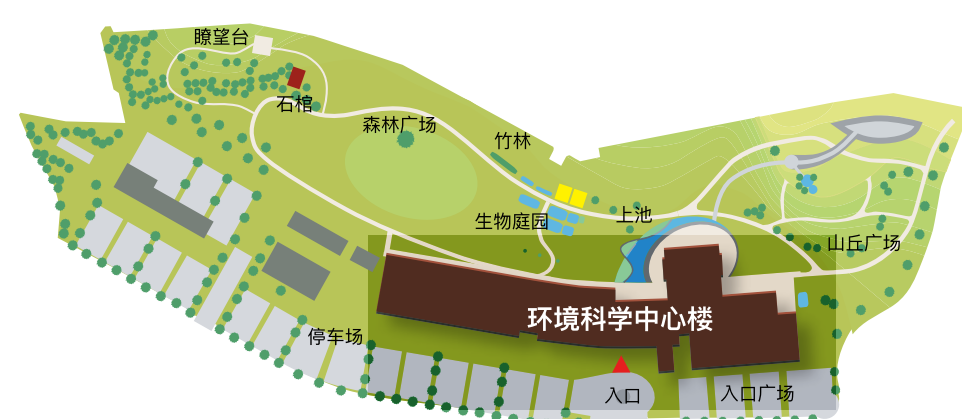 瞭望台
石棺
森林广场
竹林
生物庭园
上池
山丘广场
环境科学中心楼
停车场
入口
入口广场